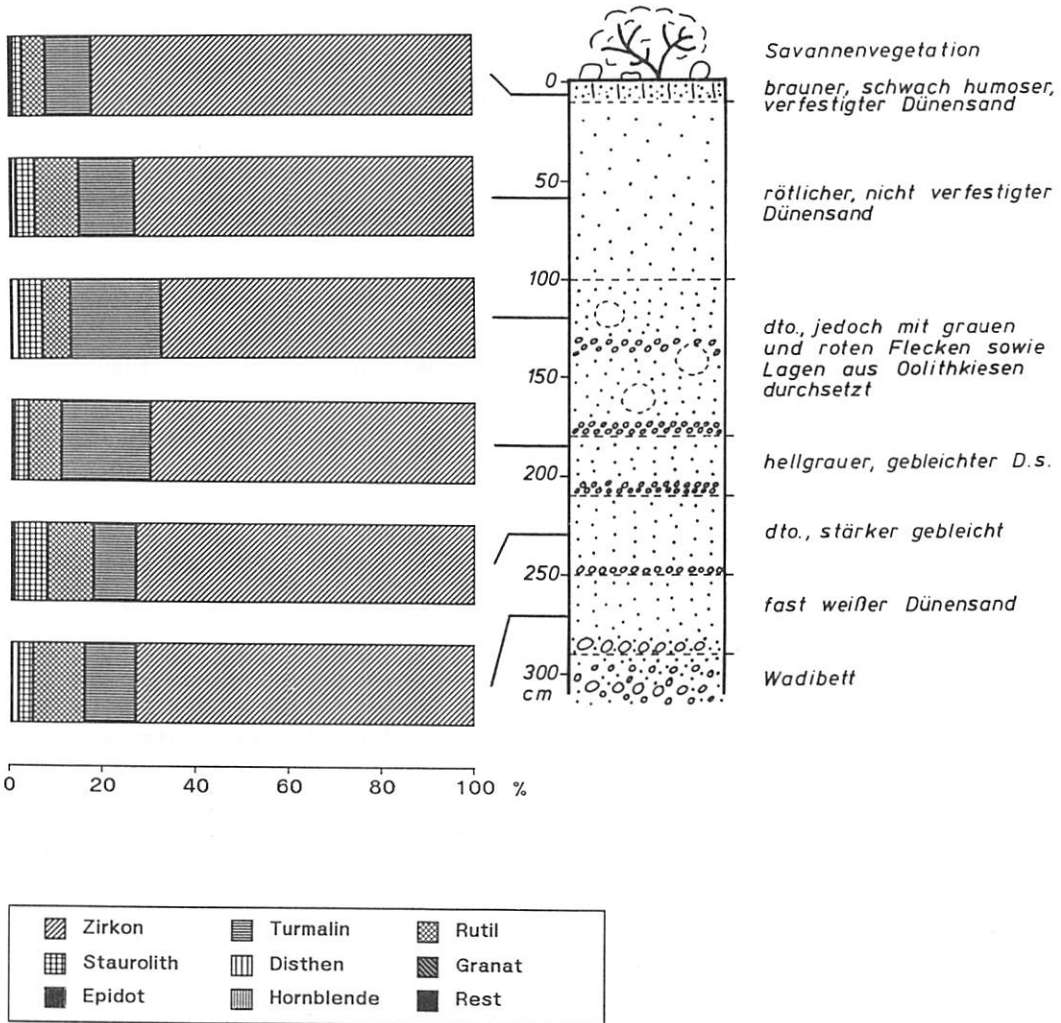 Savannenvegetation
0
brauner, schwach humoser,
verfestigter Dünensand
50
rötlicher, nicht verfestigter
Dünensand
100
dto., jedoch mit grauen
und roten Flecken sowie
Lagen aus Oolithkiesen
durchsetzt
150
hellgrauer, gebleichter D.s.
200
dto., stärker gebleicht
250
fast weißer Dünensand
300
cm
Wadibett
0 20 40 60 80 100 %
Zirkon Turmalin Rutil
Staurolith Disthen Granat
Epidot Hornblende Rest